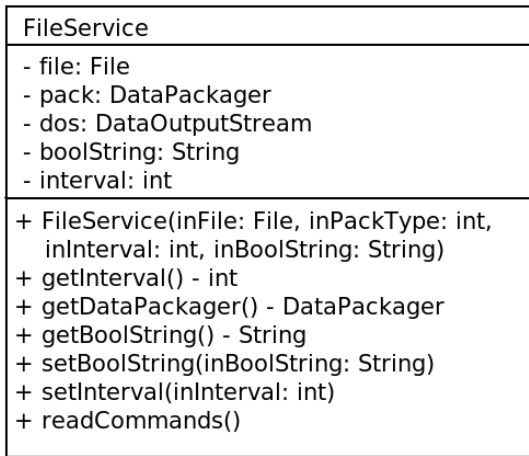 FileService
- file: File
- pack: DataPackager
- dos: DataOutputStream
- boolString: String
- interval: int
+ FileService(inFile: File, inPackType: int,
inInterval: int, inBoolString: String)
+ getInterval() - int
+ getDataPackager() - DataPackager
+ getBoolString() - String
+ setBoolString(inBoolString: String)
+ setInterval(inInterval: int)
+ readCommands()